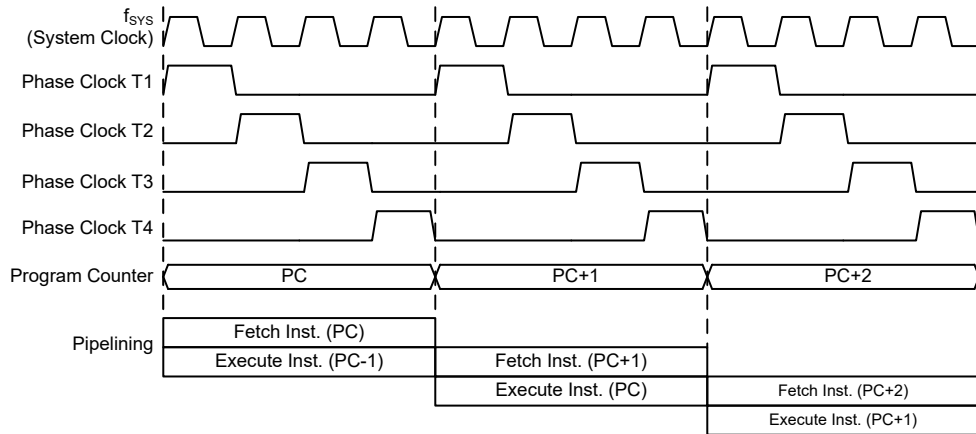 fSYS
(System Clock)
Phase Clock T1
Phase Clock T2
Phase Clock T3
Phase Clock T4
Program Counter PC PC+1 PC+2
Pipelining
Fetch Inst. (PC)
Execute Inst. (PC-1) Fetch Inst. (PC+1)
Execute Inst. (PC) Fetch Inst. (PC+2)
Execute Inst. (PC+1)